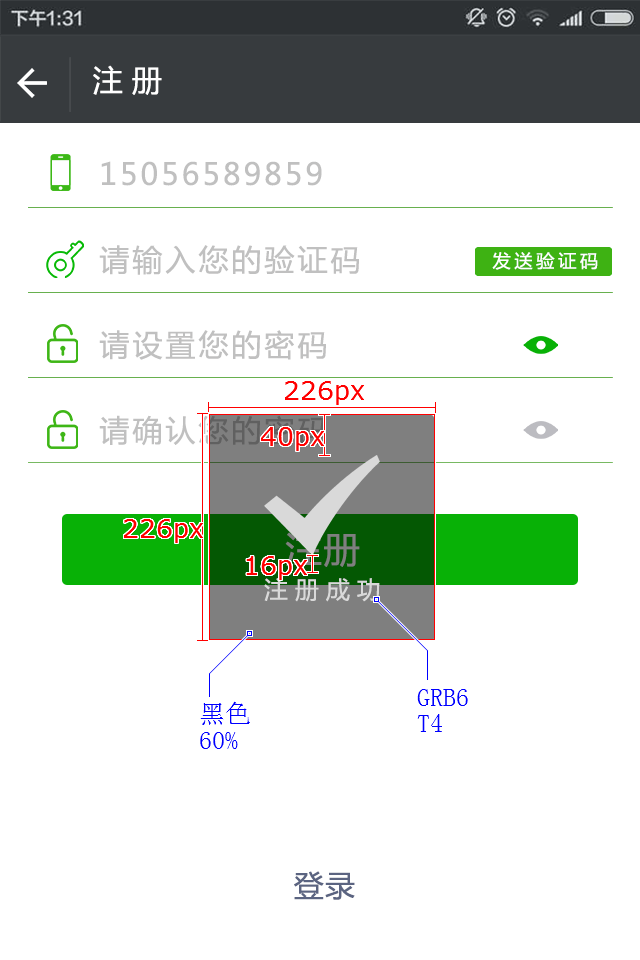 下午1:31
注册
15056589859
请输入您的验证码
发送验证码
请设置您的密码
226px
请确认您的密码
40px
226px
注册
16px
注册成功
黑色
60%
GRB6
T4
登录